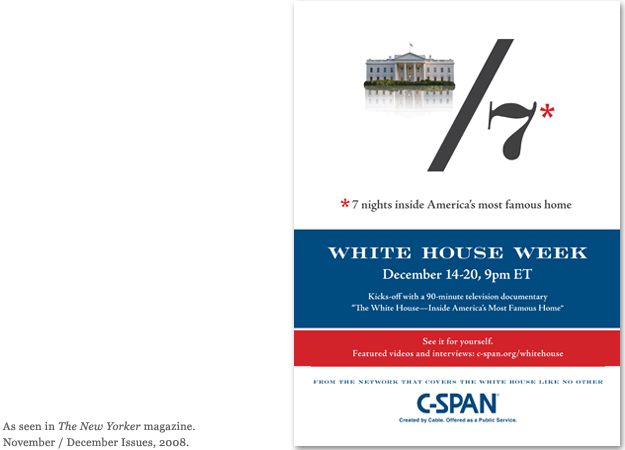 /7*
* 7 nights inside America's most famous home
WHITE HOUSE WEEK
December 14-20, 9pm ET
Kicks-off with a 90-minute television documentary
"The White House—Inside America's Most Famous Home"
See it for yourself.
Featured videos and interviews: c-span.org/whitehouse
FROM THE NETWORK THAT COVERS THE WHITE HOUSE LIKE NO OTHER
C-SPAN®
Created by Cable. Offered as a Public Service.
As seen in The New Yorker magazine.
November / December Issues, 2008.